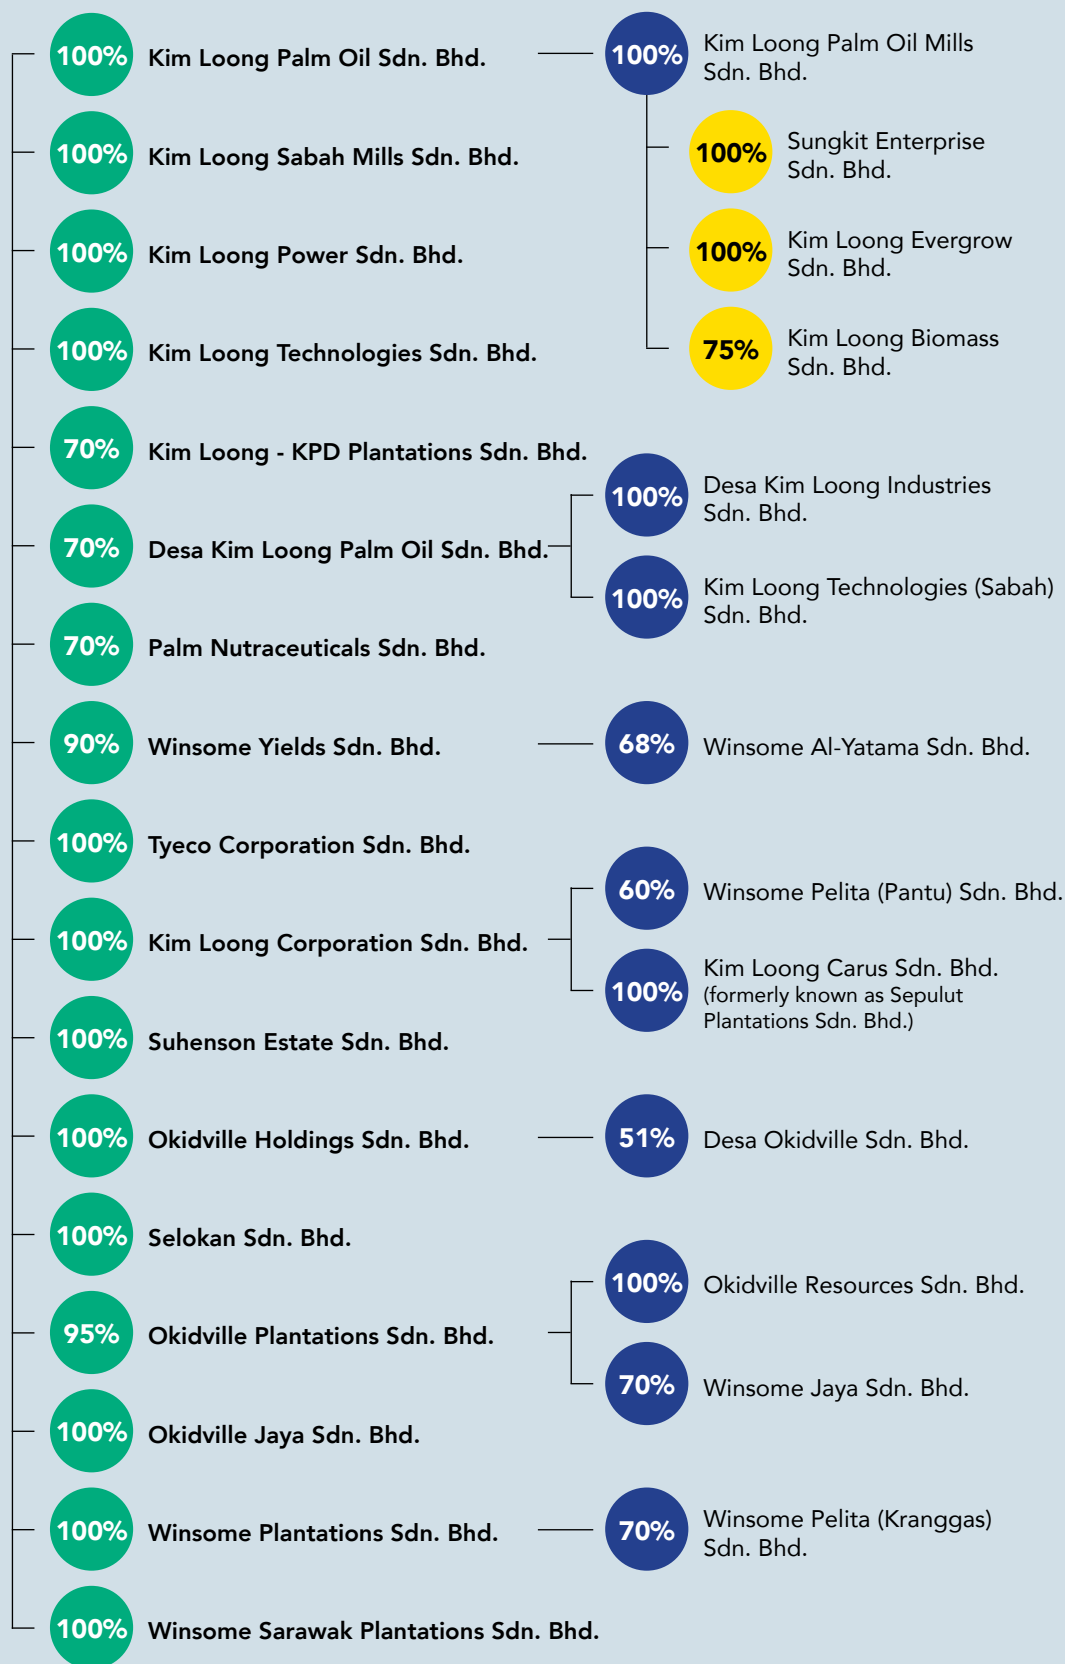 100% Kim Loong Palm Oil Sdn. Bhd.
100% Kim Loong Palm Oil Mills
Sdn. Bhd.
100% Sungkit Enterprise
Sdn. Bhd.
100% Kim Loong Evergrow
Sdn. Bhd.
75% Kim Loong Biomass
Sdn. Bhd.
100% Kim Loong Sabah Mills Sdn. Bhd.
100% Kim Loong Power Sdn. Bhd.
100% Kim Loong Technologies Sdn. Bhd.
70% Kim Loong - KPD Plantations Sdn. Bhd.
70% Desa Kim Loong Palm Oil Sdn. Bhd.
100% Desa Kim Loong Industries
Sdn. Bhd.
100% Kim Loong Technologies (Sabah)
Sdn. Bhd.
70% Palm Nutraceuticals Sdn. Bhd.
90% Winsome Yields Sdn. Bhd.
68% Winsome Al-Yatama Sdn. Bhd.
100% Tyeco Corporation Sdn. Bhd.
100% Kim Loong Corporation Sdn. Bhd.
60% Winsome Pelita (Pantu) Sdn. Bhd.
100% Kim Loong Carus Sdn. Bhd.
(formerly known as Sepulut
Plantations Sdn. Bhd.)
100% Suhenson Estate Sdn. Bhd.
100% Okidville Holdings Sdn. Bhd.
51% Desa Okidville Sdn. Bhd.
100% Selokan Sdn. Bhd.
95% Okidville Plantations Sdn. Bhd.
100% Okidville Resources Sdn. Bhd.
70% Winsome Jaya Sdn. Bhd.
100% Okidville Jaya Sdn. Bhd.
100% Winsome Plantations Sdn. Bhd.
70% Winsome Pelita (Kranggas)
Sdn. Bhd.
100% Winsome Sarawak Plantations Sdn. Bhd.